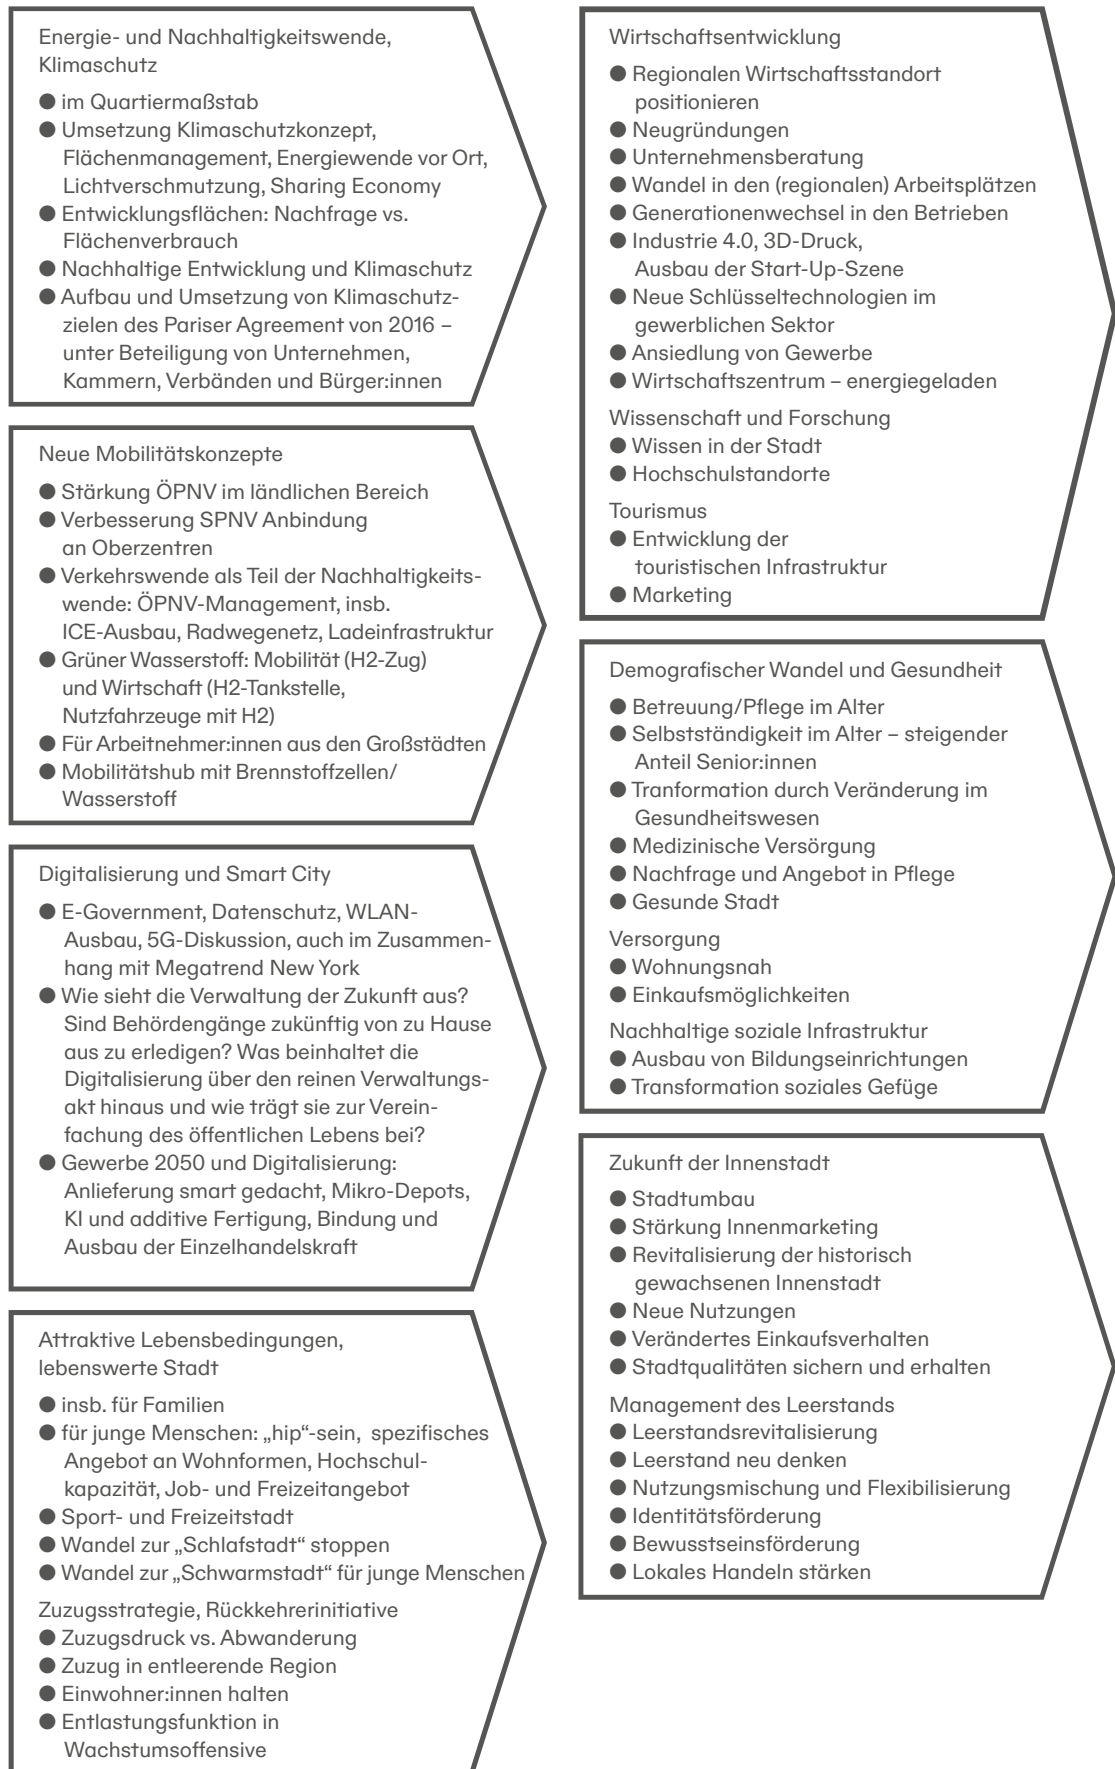 Energie- und Nachhaltigkeitswende,
Klimaschutz
● im Quartiermaßstab
● Umsetzung Klimaschutzkonzept,
Flächenmanagement, Energiewende vor Ort,
Lichtverschmutzung, Sharing Economy
● Entwicklungsflächen: Nachfrage vs.
Flächenverbrauch
● Nachhaltige Entwicklung und Klimaschutz
● Aufbau und Umsetzung von Klimaschutz-
zielen des Pariser Agreement von 2016 –
unter Beteiligung von Unternehmen,
Kammern, Verbänden und Bürger:innen
Neue Mobilitätskonzepte
● Stärkung ÖPNV im ländlichen Bereich
● Verbesserung SPNV Anbindung
an Oberzentren
● Verkehrswende als Teil der Nachhaltigkeits-
wende: ÖPNV-Management, insb.
ICE-Ausbau, Radwegenetz, Ladeinfrastruktur
● Grüner Wasserstoff: Mobilität (H2-Zug)
und Wirtschaft (H2-Tankstelle,
Nutzfahrzeuge mit H2)
● Für Arbeitnehmer:innen aus den Großstädten
● Mobilitätshub mit Brennstoffzellen/
Wasserstoff
Digitalisierung und Smart City
● E-Government, Datenschutz, WLAN-
Ausbau, 5G-Diskussion, auch im Zusammen-
hang mit Megatrend New York
● Wie sieht die Verwaltung der Zukunft aus?
Sind Behördengänge zukünftig von zu Hause
aus zu erledigen? Was beinhaltet die
Digitalisierung über den reinen Verwaltungs-
akt hinaus und wie trägt sie zur Verein-
fachung des öffentlichen Lebens bei?
● Gewerbe 2050 und Digitalisierung:
Anlieferung smart gedacht, Mikro-Depots,
KI und additive Fertigung, Bindung und
Ausbau der Einzelhandelskraft
Attraktive Lebensbedingungen,
lebenswerte Stadt
● insb. für Familien
● für junge Menschen: „hip“-sein, spezifisches
Angebot an Wohnformen, Hochschul-
kapazität, Job- und Freizeitangebot
● Sport- und Freizeitstadt
● Wandel zur „Schlafstadt“ stoppen
● Wandel zur „Schwarmstadt“ für junge Menschen
Zuzugsstrategie, Rückkehrerinitiative
● Zuzugsdruck vs. Abwanderung
● Zuzug in entleerende Region
● Einwohner:innen halten
● Entlastungsfunktion in
Wachstumsoffensive
Wirtschaftsentwicklung
● Regionalen Wirtschaftsstandort
positionieren
● Neugründungen
● Unternehmensberatung
● Wandel in den (regionalen) Arbeitsplätzen
● Generationenwechsel in den Betrieben
● Industrie 4.0, 3D-Druck,
Ausbau der Start-Up-Szene
● Neue Schlüsseltechnologien im
gewerblichen Sektor
● Ansiedlung von Gewerbe
● Wirtschaftszentrum – energiegeladen
Wissenschaft und Forschung
● Wissen in der Stadt
● Hochschulstandorte
Tourismus
● Entwicklung der
touristischen Infrastruktur
● Marketing
Demografischer Wandel und Gesundheit
● Betreuung/Pflege im Alter
● Selbstständigkeit im Alter – steigender
Anteil Senior:innen
● Tranformation durch Veränderung im
Gesundheitswesen
● Medizinische Versörgung
● Nachfrage und Angebot in Pflege
● Gesunde Stadt
Versorgung
● Wohnungsnah
● Einkaufsmöglichkeiten
Nachhaltige soziale Infrastruktur
● Ausbau von Bildungseinrichtungen
● Transformation soziales Gefüge
Zukunft der Innenstadt
● Stadtumbau
● Stärkung Innenmarketing
● Revitalisierung der historisch
gewachsenen Innenstadt
● Neue Nutzungen
● Verändertes Einkaufsverhalten
● Stadtqualitäten sichern und erhalten
Management des Leerstands
● Leerstandsrevitalisierung
● Leerstand neu denken
● Nutzungsmischung und Flexibilisierung
● Identitätsförderung
● Bewusstseinsförderung
● Lokales Handeln stärken